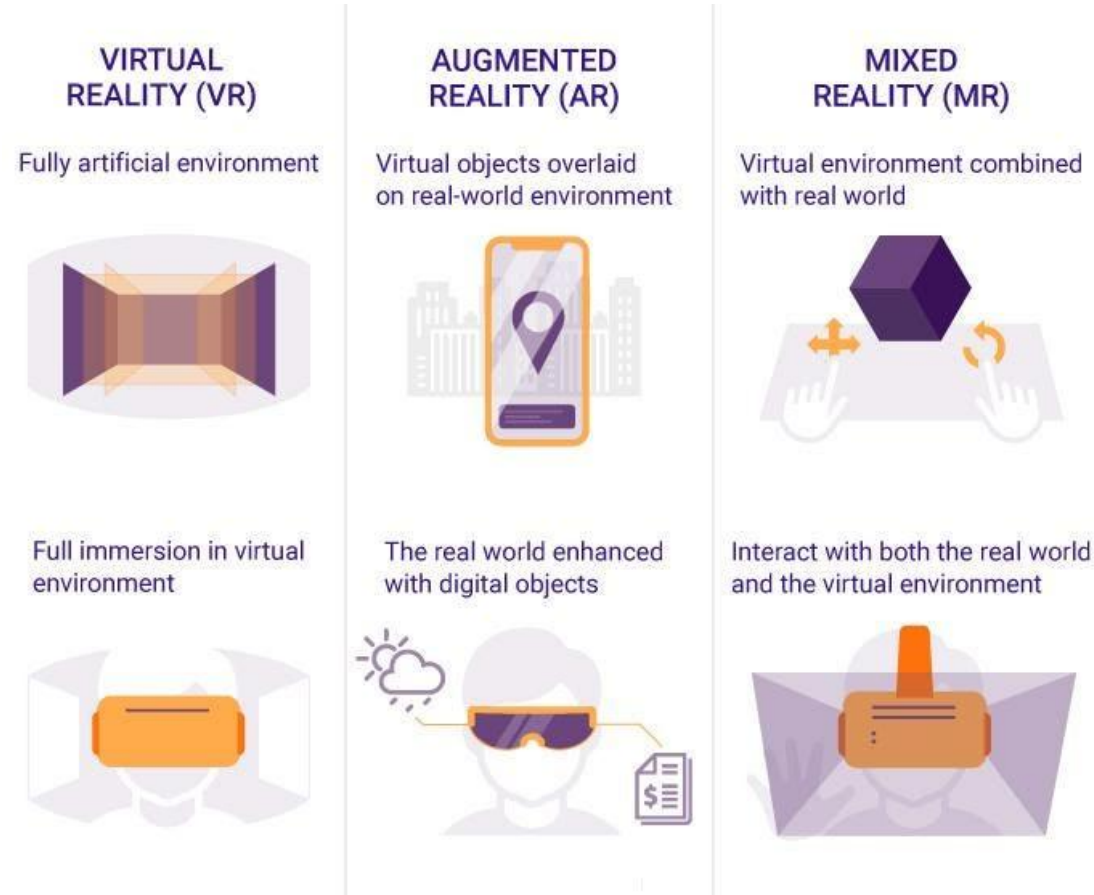 VIRTUAL
REALITY (VR)
Fully artificial environment
Full immersion in virtual
environment
AUGMENTED
REALITY (AR)
Virtual objects overlaid
on real-world environment
The real world enhanced
with digital objects
$
MIXED
REALITY (MR)
Virtual environment combined
with real world
Interact with both the real world
and the virtual environment